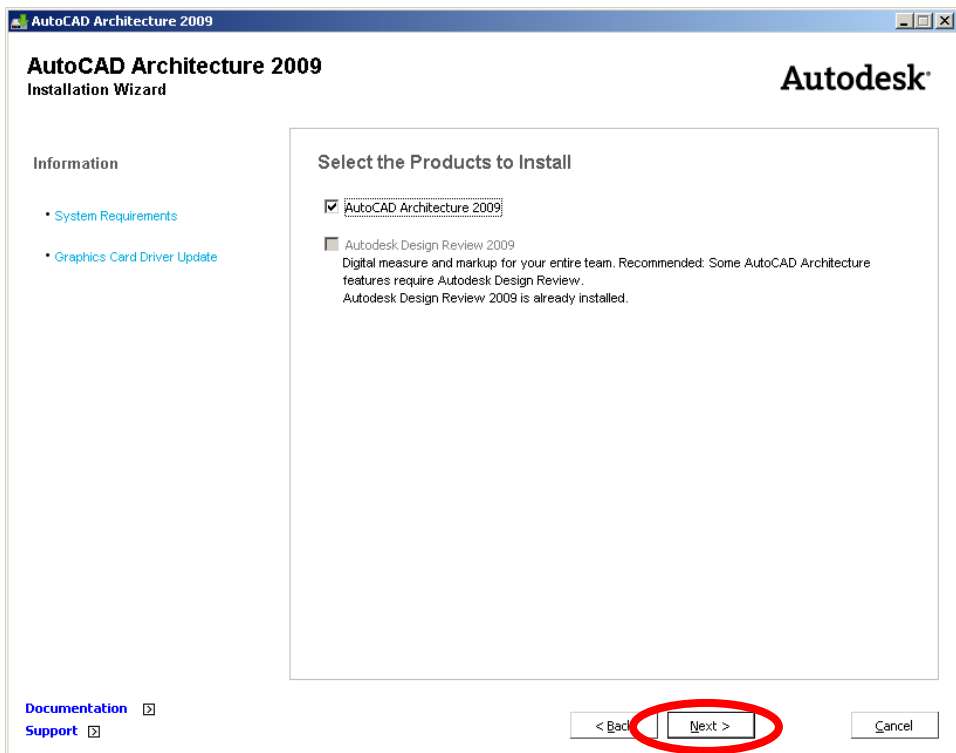 AutoCAD Architecture 2009
AutoCAD Architecture 2009
Installation Wizard
Autodesk
Information
• System Requirements
• Graphics Card Driver Update
Select the Products to Install
AutoCAD Architecture 2009
Autodesk Design Review 2009
Digital measure and markup for your entire team. Recommended: Some AutoCAD Architecture
features require Autodesk Design Review.
Autodesk Design Review 2009 is already installed.
Documentation
Support
< Back
Next >
Cancel